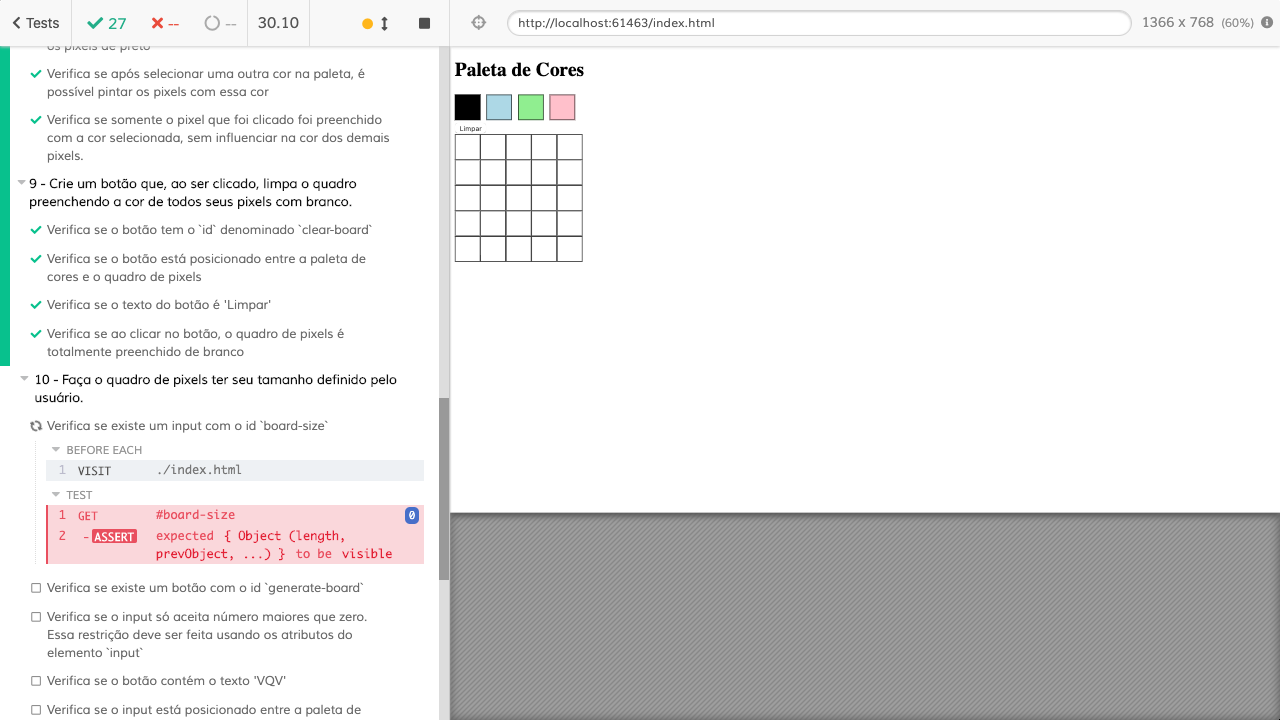 Tests
27
--
--
30.10
http://localhost:61463/index.html
1366 x 768 (60%)
os pixels de preto
Verifica se após selecionar uma outra cor na paleta, é
possível pintar os pixels com essa cor
Verifica se somente o pixel que foi clicado foi preenchido
com a cor selecionada, sem influenciar na cor dos demais
pixels.
9 - Crie um botão que, ao ser clicado, limpa o quadro
preenchendo a cor de todos seus pixels com branco.
Verifica se o botão tem o `id` denominado `clear-board`
Verifica se o botão está posicionado entre a paleta de
cores e o quadro de pixels
Verifica se o texto do botão é 'Limpar'
Verifica se ao clicar no botão, o quadro de pixels é
totalmente preenchido de branco
10 - Faça o quadro de pixels ter seu tamanho definido pelo
usuário.
Verifica se existe um input com o id `board-size`
BEFORE EACH
1 VISIT ./index.html
TEST
1 GET #board-size 0
2 -ASSERT expected { Object (length,
prevObject, ...) } to be visible
Verifica se existe um botão com o id `generate-board`
Verifica se o input só aceita número maiores que zero.
Essa restrição deve ser feita usando os atributos do
elemento `input`
Verifica se o botão contém o texto 'VQV'
Verifica se o input está posicionado entre a paleta de
Paleta de Cores
Limpar